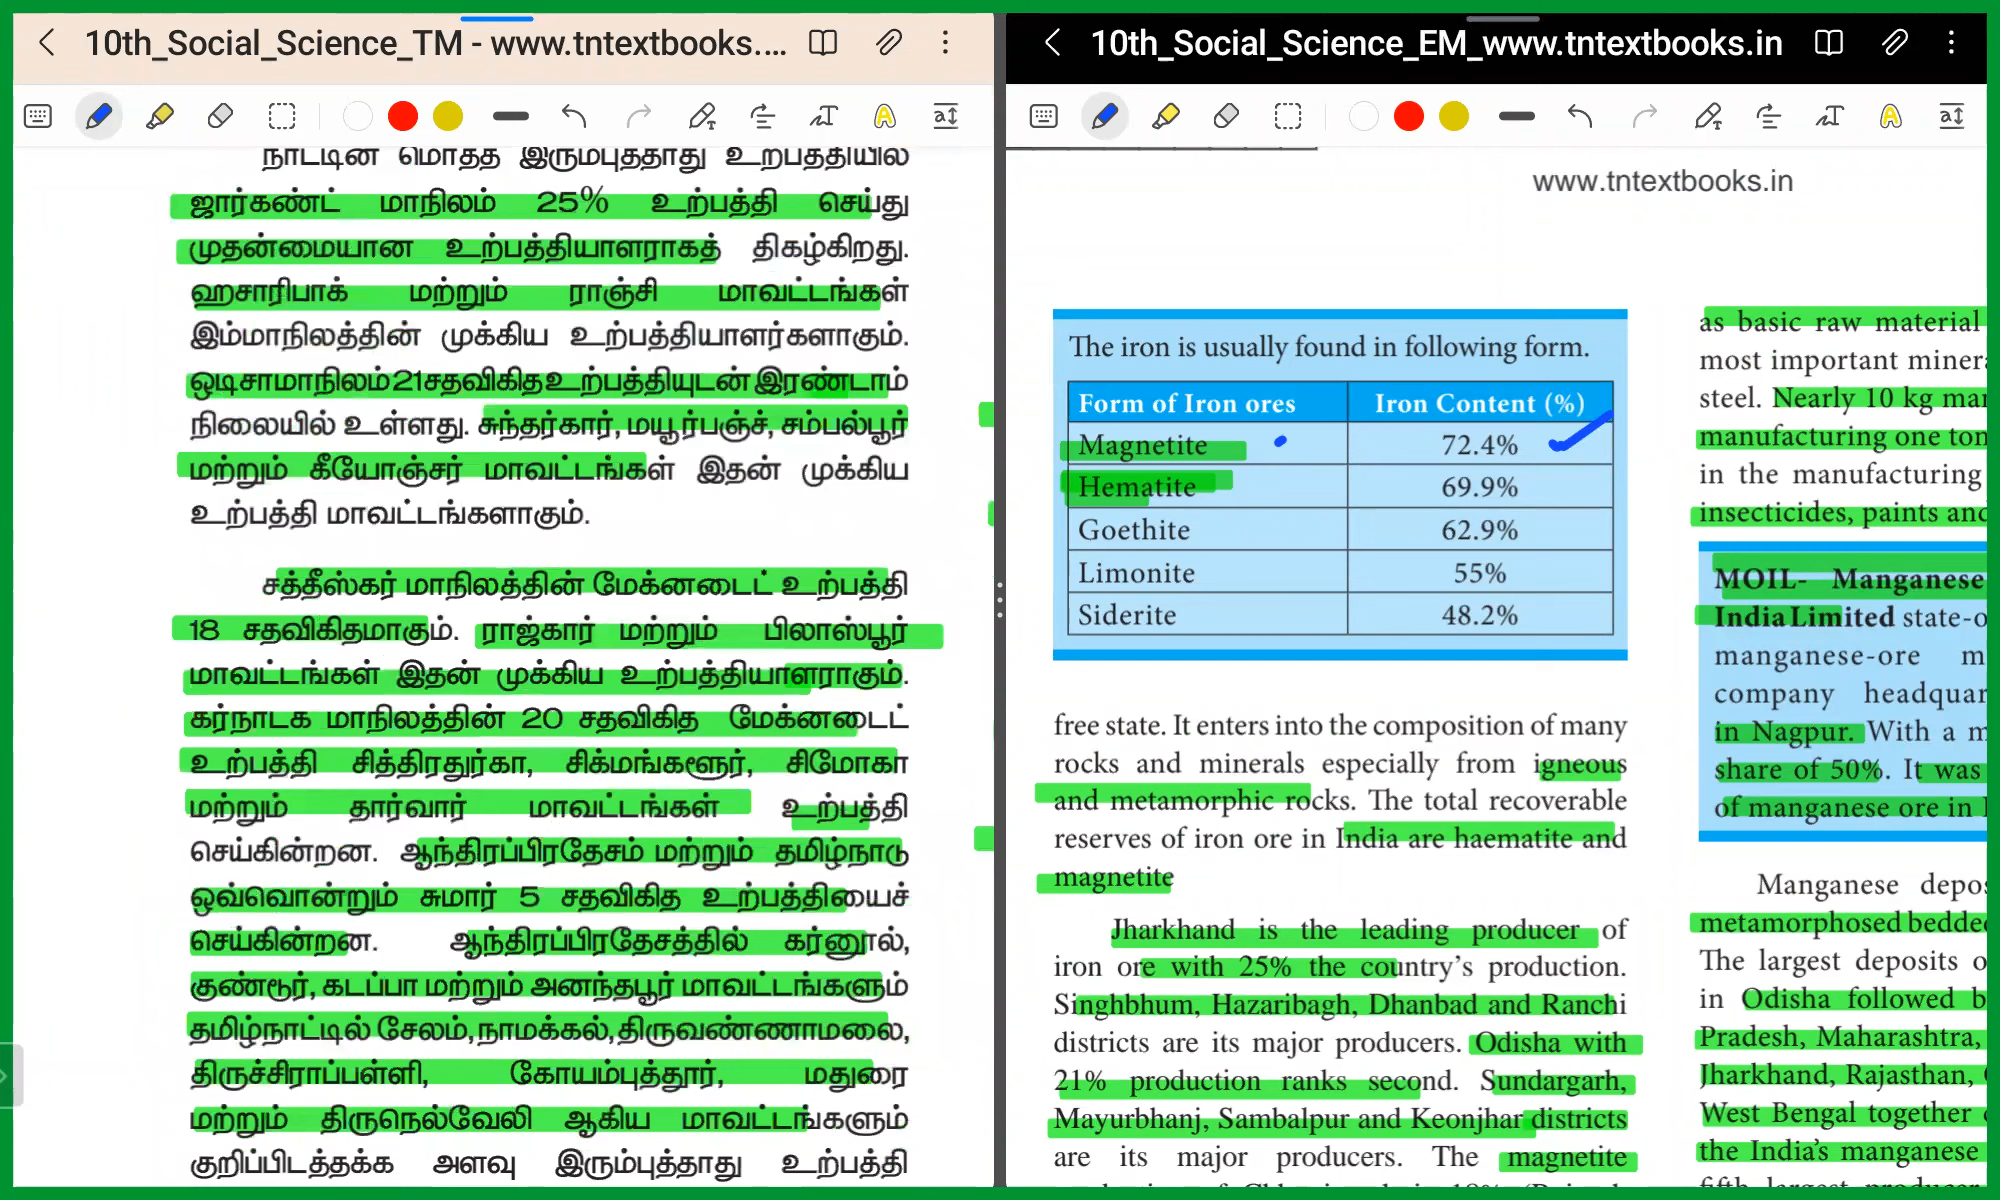 10th_Social_Science_TM - www.tntextbooks....
நாட்டின் மொத்த இரும்புத்தாது உற்பத்தியில்
ஜார்கண்ட் மாநிலம் 25% உற்பத்தி செய்து
முதன்மையான உற்பத்தியாளராகத் திகழ்கிறது.
ஹசாரிபாக் மற்றும் ராஞ்சி மாவட்டங்கள்
இம்மாநிலத்தின் முக்கிய உற்பத்தியாளர்களாகும்.
ஒடிசாமாநிலம்21சதவிகிதஉற்பத்தியுடன்இரண்டாம்
நிலையில் உள்ளது. சுந்தர்கார், மயூர்பஞ்ச், சம்பல்பூர்
மற்றும் கீயோஞ்சர் மாவட்டங்கள் இதன் முக்கிய
உற்பத்தி மாவட்டங்களாகும்.
சத்தீஸ்கர் மாநிலத்தின் மேக்னடைட் உற்பத்தி
18 சதவிகிதமாகும். ராஜ்கார் மற்றும் பிலாஸ்பூர்
மாவட்டங்கள் இதன் முக்கிய உற்பத்தியாளராகும்.
கர்நாடக மாநிலத்தின் 20 சதவிகித மேக்னடைட்
உற்பத்தி சித்திரதுர்கா, சிக்மங்களூர், சிமோகா
மற்றும் தார்வார் மாவட்டங்கள் உற்பத்தி
செய்கின்றன. ஆந்திரப்பிரதேசம் மற்றும் தமிழ்நாடு
ஒவ்வொன்றும் சுமார் 5 சதவிகித உற்பத்தியைச்
செய்கின்றன. ஆந்திரப்பிரதேசத்தில் கர்னூல்,
குண்டூர், கடப்பா மற்றும் அனந்தபூர் மாவட்டங்களும்
தமிழ்நாட்டில் சேலம், நாமக்கல், திருவண்ணாமலை,
திருச்சிராப்பள்ளி, கோயம்புத்தூர், மதுரை
மற்றும் திருநெல்வேலி ஆகிய மாவட்டங்களும்
குறிப்பிடத்தக்க அளவு இரும்புத்தாது உற்பத்தி
10th_Social_Science_EM_www.tntextbooks.in
www.tntextbooks.in
The iron is usually found in following form.
Form of Iron ores Iron Content (%)
Magnetite 72.4%
Hematite 69.9%
Goethite 62.9%
Limonite 55%
Siderite 48.2%
free state. It enters into the composition of many
rocks and minerals especially from igneous
and metamorphic rocks. The total recoverable
reserves of iron ore in India are haematite and
magnetite
Jharkhand is the leading producer of
iron ore with 25% the country's production.
Singhbhum, Hazaribagh, Dhanbad and Ranchi
districts are its major producers. Odisha with
21% production ranks second. Sundargarh,
Mayurbhanj, Sambalpur and Keonjhar districts
are its major producers. The magnetite
as basic raw material
most important miner
steel. Nearly 10 kg
manufacturing one ton
in the manufacturing
insecticides, paints and
MOIL- Manganese
India Limited state-o
manganese-ore m
company headquar
in Nagpur. With a m
share of 50%. It was
of manganese ore in I
Manganese depos
metamorphosed bedded
The largest deposits o
in Odisha followed b
Pradesh, Maharashtra,
Jharkhand, Rajasthan,
West Bengal together
the India's manganese
fifth largest producer